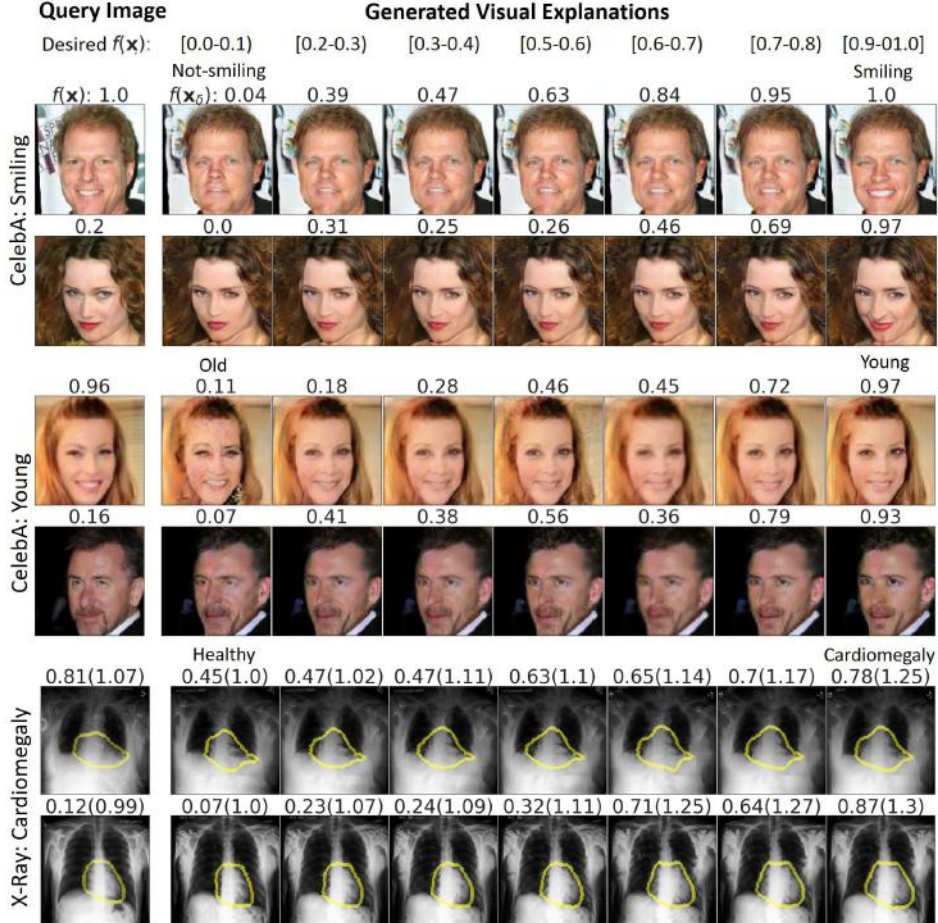 Query Image Generated Visual Explanations
Desired f(x): [0.0-0.1) [0.2-0.3) [0.3-0.4) [0.5-0.6) [0.6-0.7) [0.7-0.8) [0.9-01.0]
Not-smiling Smiling
f(x): 1.0 f(xδ): 0.04 0.39 0.47 0.63 0.84 0.95 1.0
CelebA: Smiling
0.2 0.0 0.31 0.25 0.26 0.46 0.69 0.97
Old Young
0.96 0.11 0.18 0.28 0.46 0.45 0.72 0.97
CelebA: Young
0.16 0.07 0.41 0.38 0.56 0.36 0.79 0.93
Healthy Cardiomegaly
0.81(1.07) 0.45(1.0) 0.47(1.02) 0.47(1.11) 0.63(1.1) 0.65(1.14) 0.7(1.17) 0.78(1.25)
X-Ray: Cardiomegaly
0.12(0.99) 0.07(1.0) 0.23(1.07) 0.24(1.09) 0.32(1.11) 0.71(1.25) 0.64(1.27) 0.87(1.3)